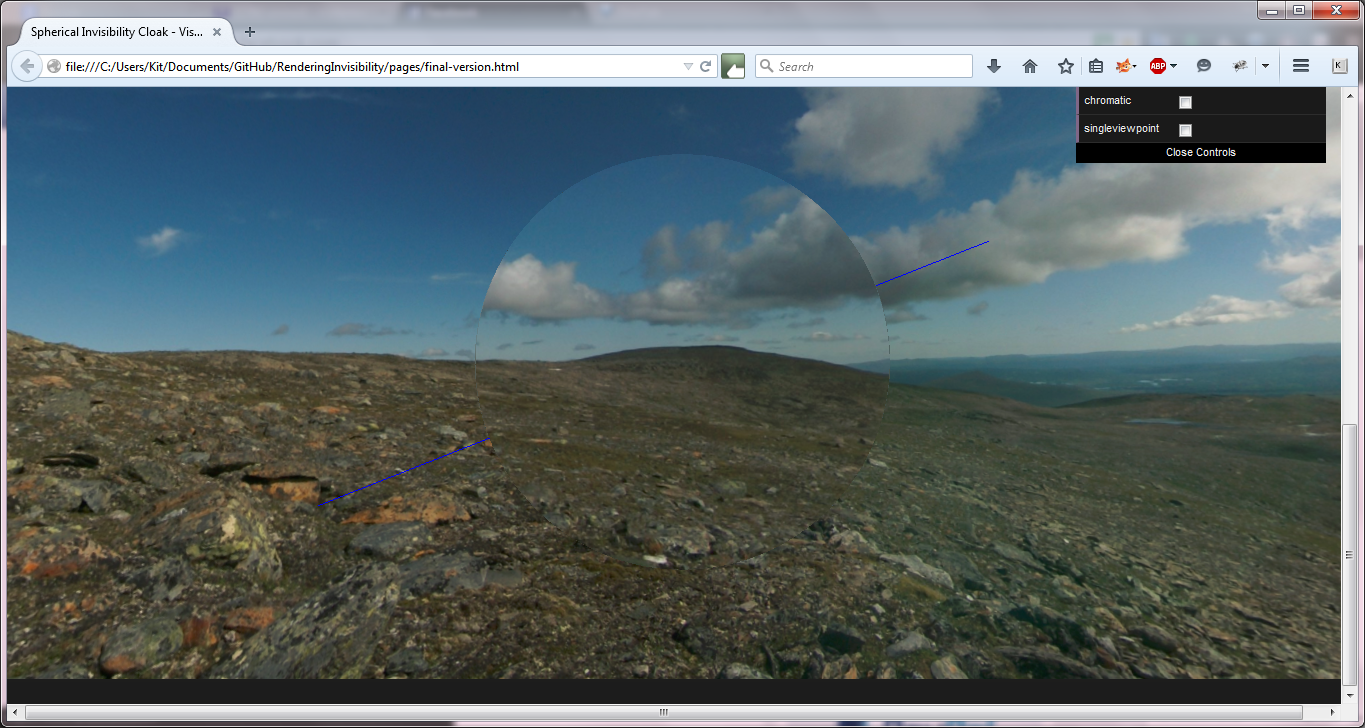 Spherical Invisibility Cloak - Vis...
file:///C:/Users/Kit/Documents/GitHub/RenderingInvisibility/pages/final-version.html
Search
ABP
K
chromatic
singleviewpoint
Close Controls